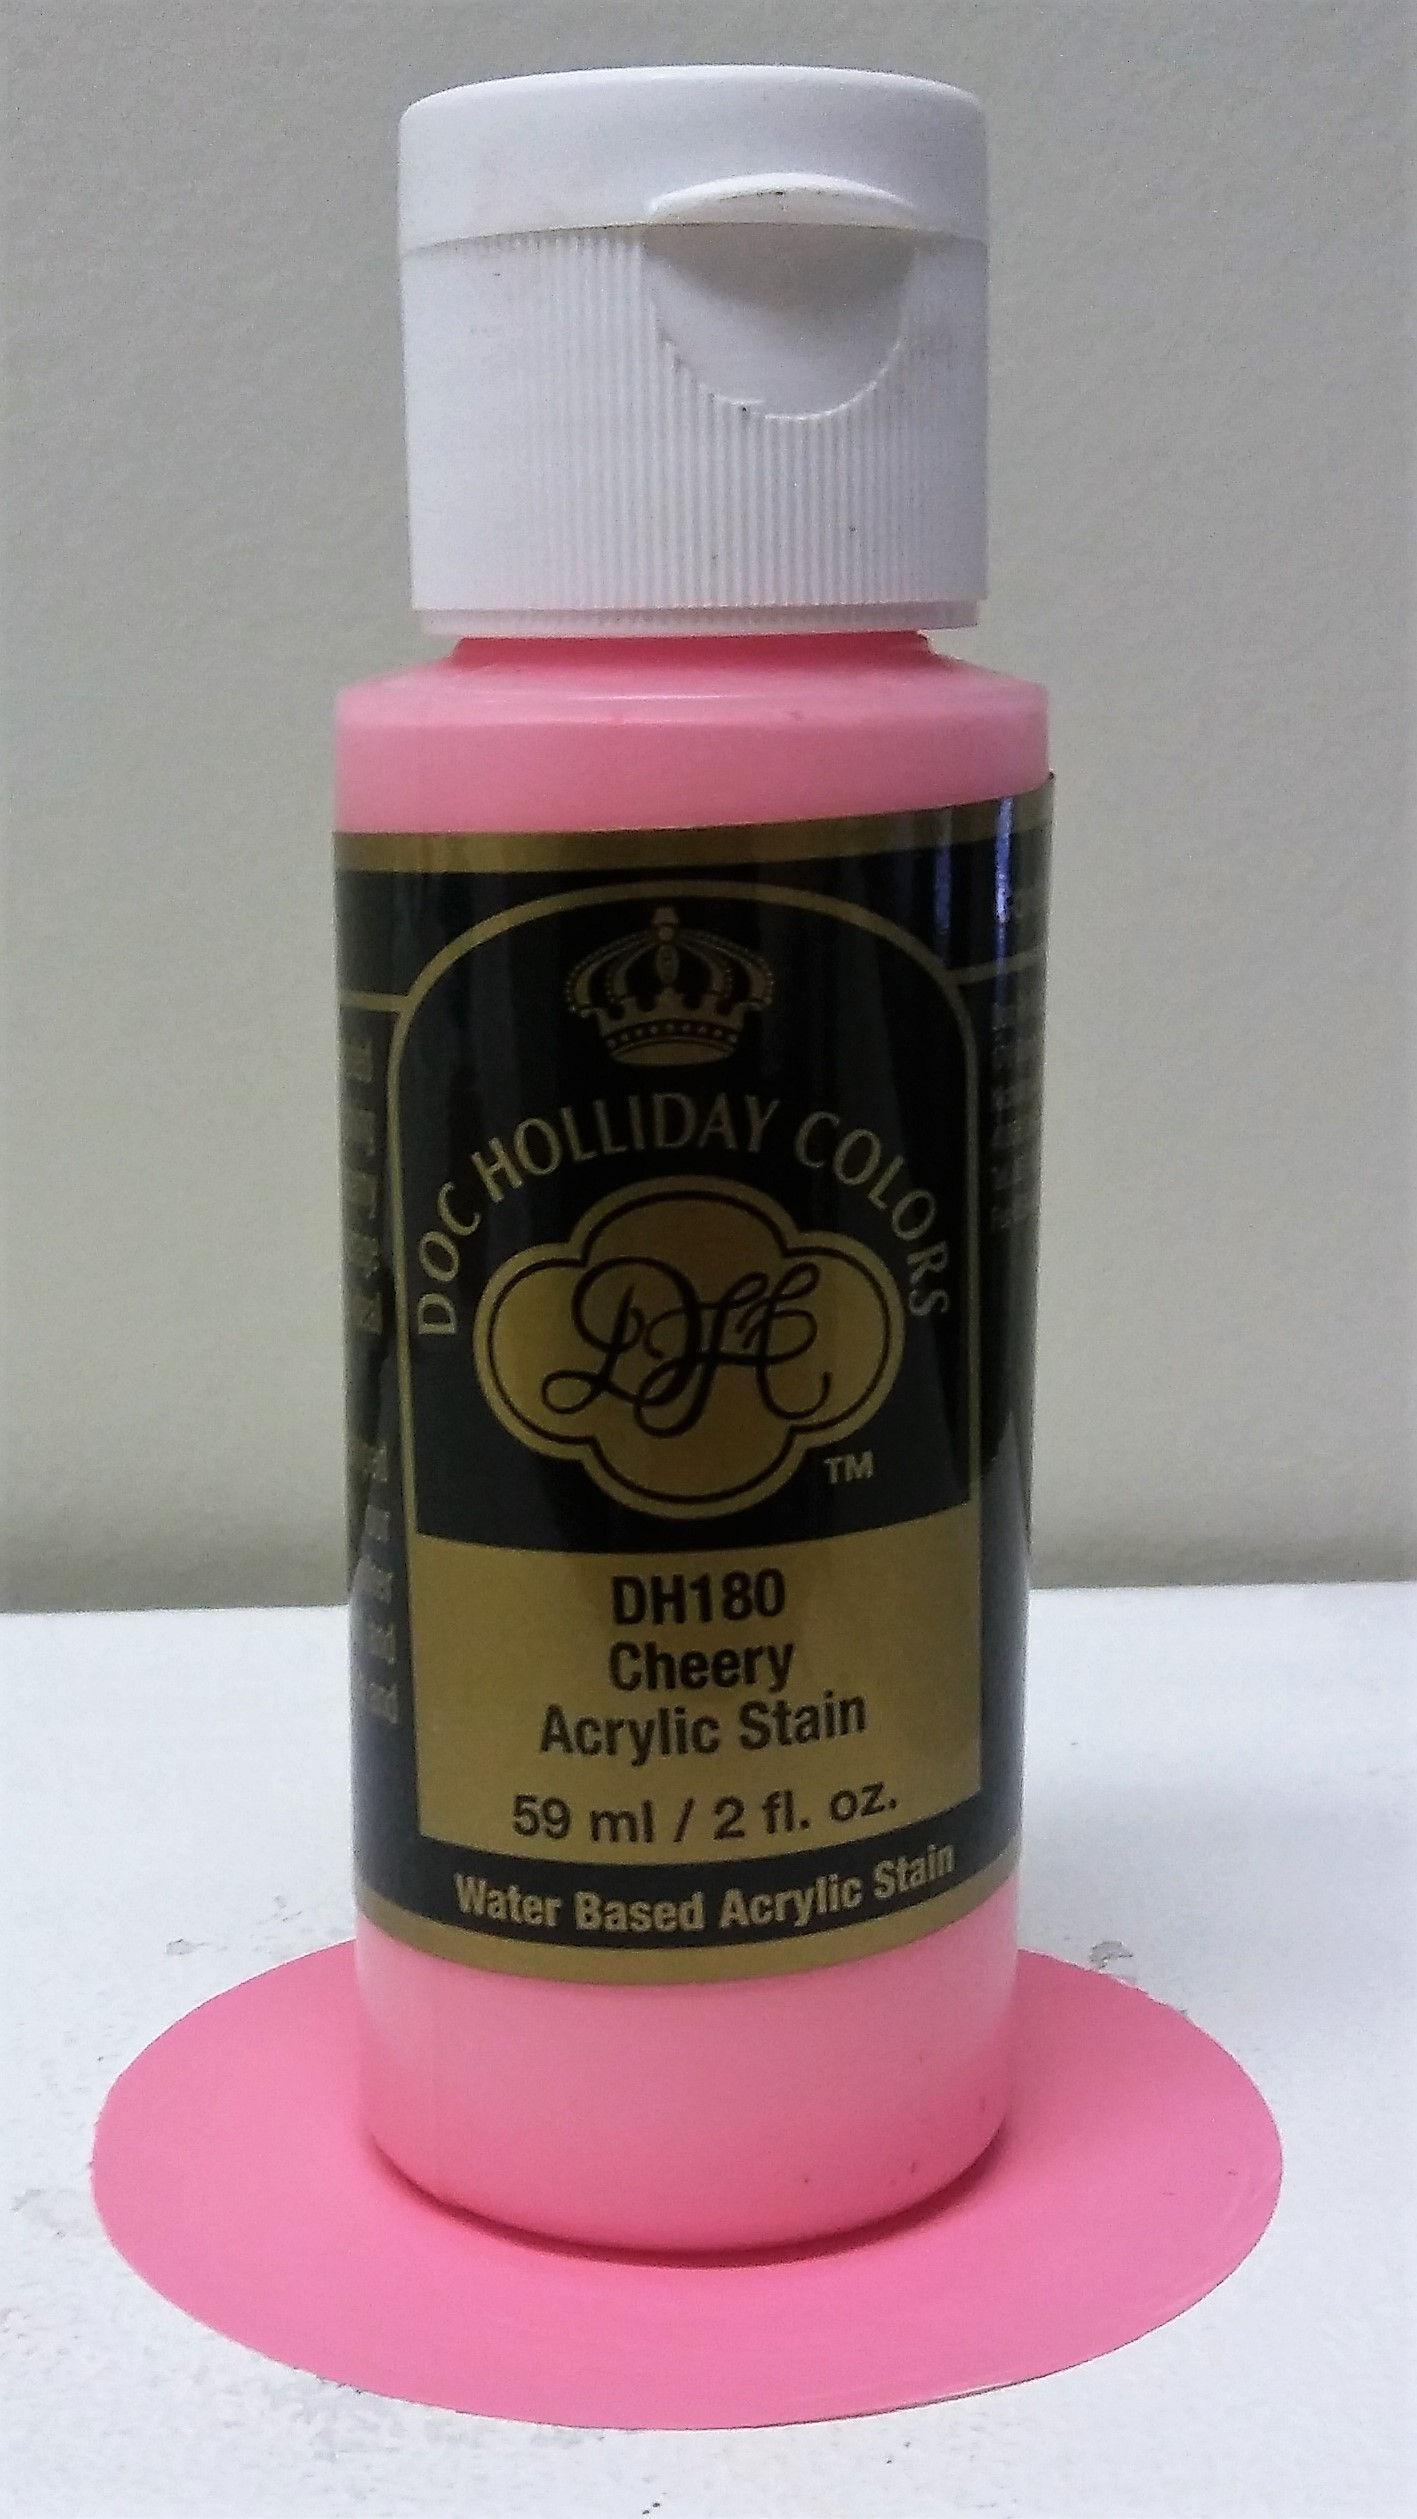 DOC HOLLIDAY COLORS
DH
TM
DH180
Cheery
Acrylic Stain
59 ml / 2 fl. oz.
Water Based Acrylic Stain